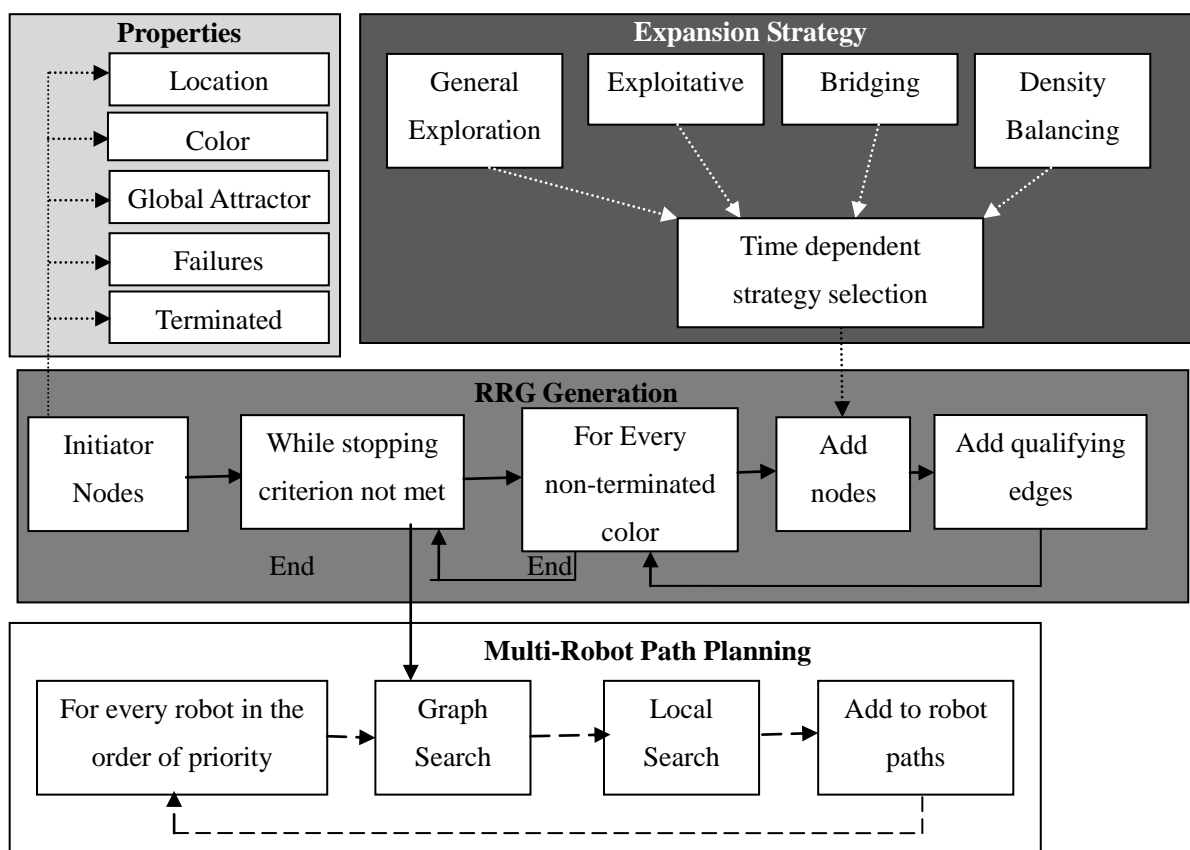 Properties
Location
Color
Global Attractor
Failures
Terminated
Expansion Strategy
General
Exploration
Exploitative
Bridging
Density
Balancing
Time dependent
strategy selection
RRG Generation
Initiator
Nodes
While stopping
criterion not met
For Every
non-terminated
color
Add
nodes
Add qualifying
edges
End
End
Multi-Robot Path Planning
For every robot in the
order of priority
Graph
Search
Local
Search
Add to robot
paths